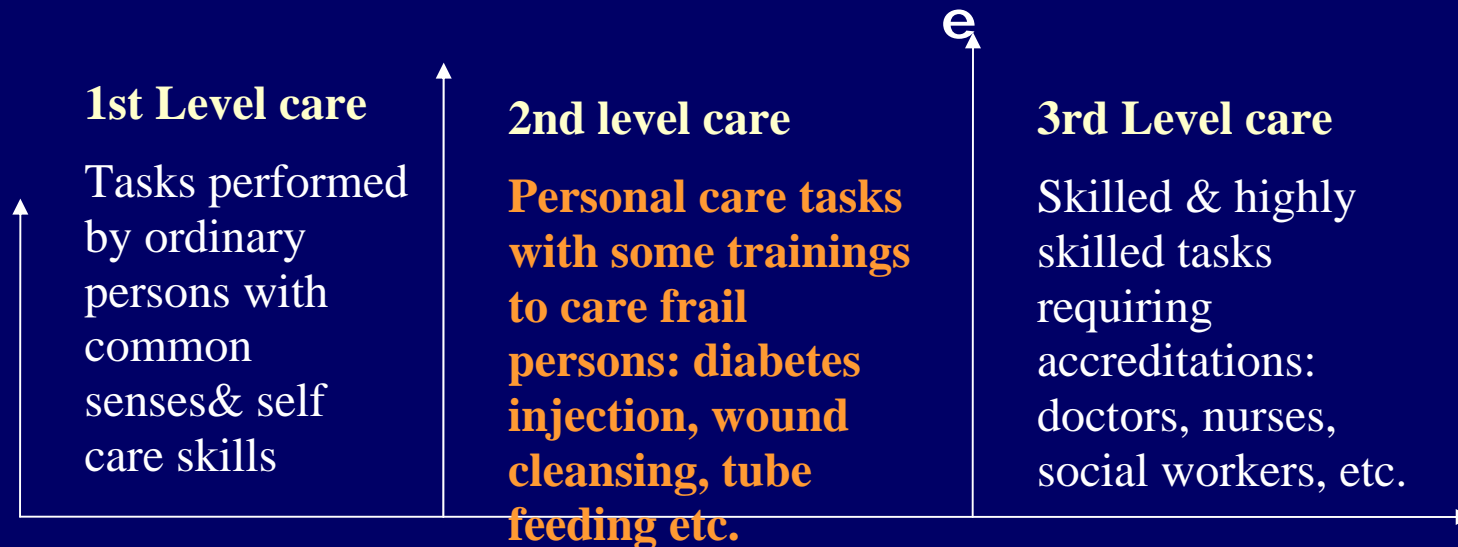 e
1st Level care
Tasks performed
by ordinary
persons with
common
senses& self
care skills
2nd level care
Personal care tasks
with some trainings
to care frail
persons: diabetes
injection, wound
cleansing, tube
feeding etc.
3rd Level care
Skilled & highly
skilled tasks
requiring
accreditations:
doctors, nurses,
social workers, etc.